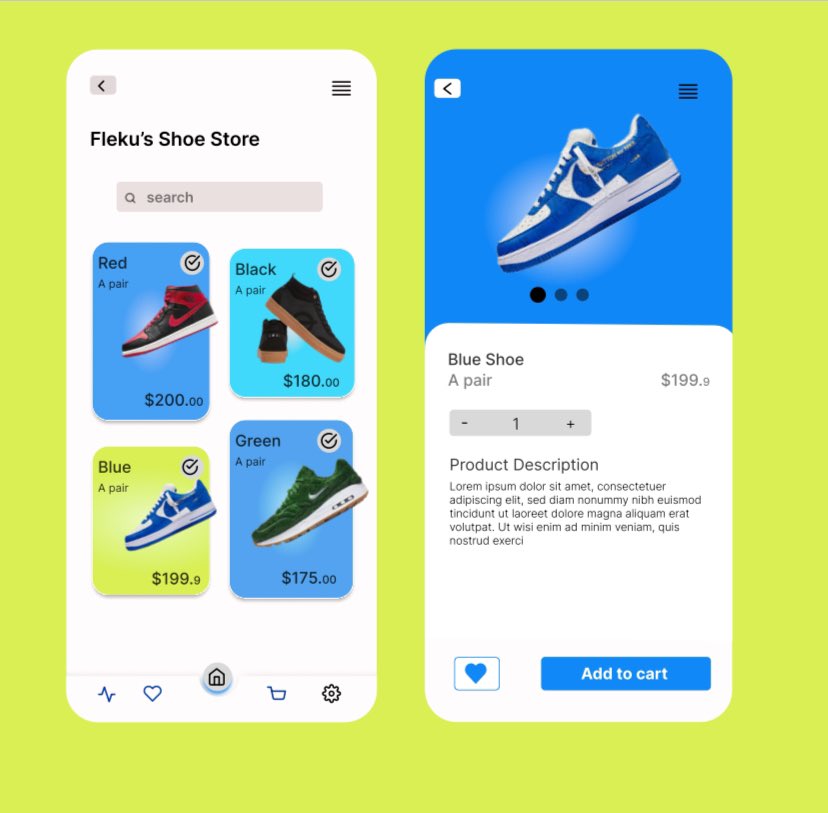 Fleku’s Shoe Store
search
Red
A pair
$200.00
Black
A pair
$180.00
Blue
A pair
$199.9
Green
A pair
$175.00
Blue Shoe
A pair
$199.9
- 1 +
Product Description
Lorem ipsum dolor sit amet, consectetuer
adipiscing elit, sed diam nonummy nibh euismod
tincidunt ut laoreet dolore magna aliquam erat
volutpat. Ut wisi enim ad minim veniam, quis
nostrud exerci
Add to cart